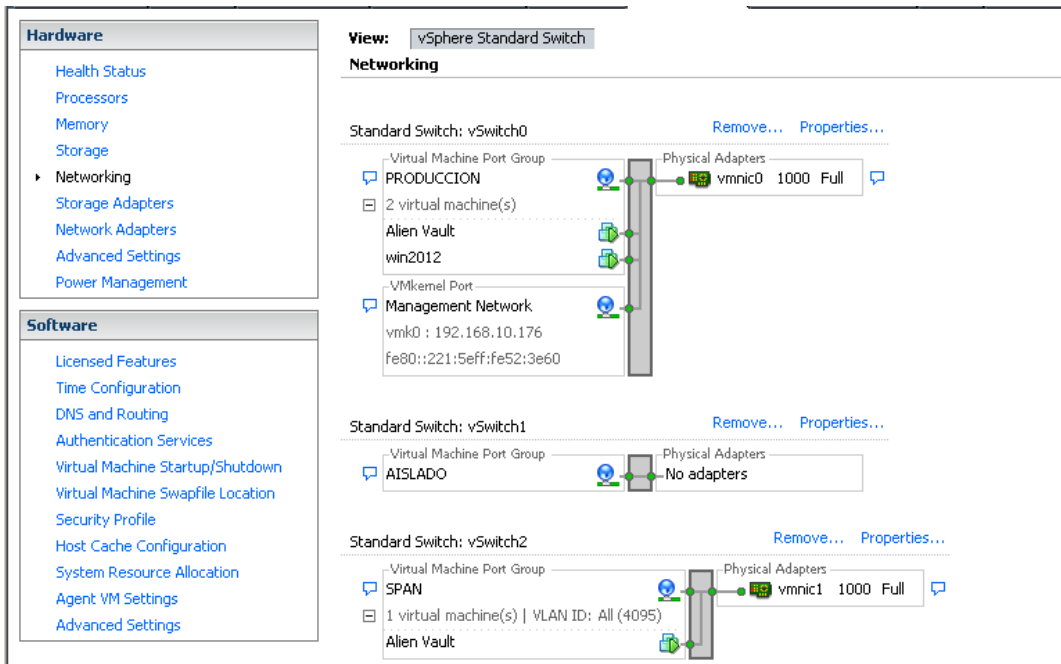 Hardware
Health Status
Processors
Memory
Storage
Networking
Storage Adapters
Network Adapters
Advanced Settings
Power Management
Software
Licensed Features
Time Configuration
DNS and Routing
Authentication Services
Virtual Machine Startup/Shutdown
Virtual Machine Swapfile Location
Security Profile
Host Cache Configuration
System Resource Allocation
Agent VM Settings
Advanced Settings
View: vSphere Standard Switch
Networking
Standard Switch: vSwitch0 Remove... Properties...
Virtual Machine Port Group Physical Adapters
PRODUCCION vmnic0 1000 Full
2 virtual machine(s)
Alien Vault
win2012
VMkernel Port
Management Network
vmk0 : 192.168.10.176
fe80::221:5eff:fe52:3e60
Standard Switch: vSwitch1 Remove... Properties...
Virtual Machine Port Group Physical Adapters
AISLADO No adapters
Standard Switch: vSwitch2 Remove... Properties...
Virtual Machine Port Group Physical Adapters
SPAN vmnic1 1000 Full
1 virtual machine(s) | VLAN ID: All (4095)
Alien Vault